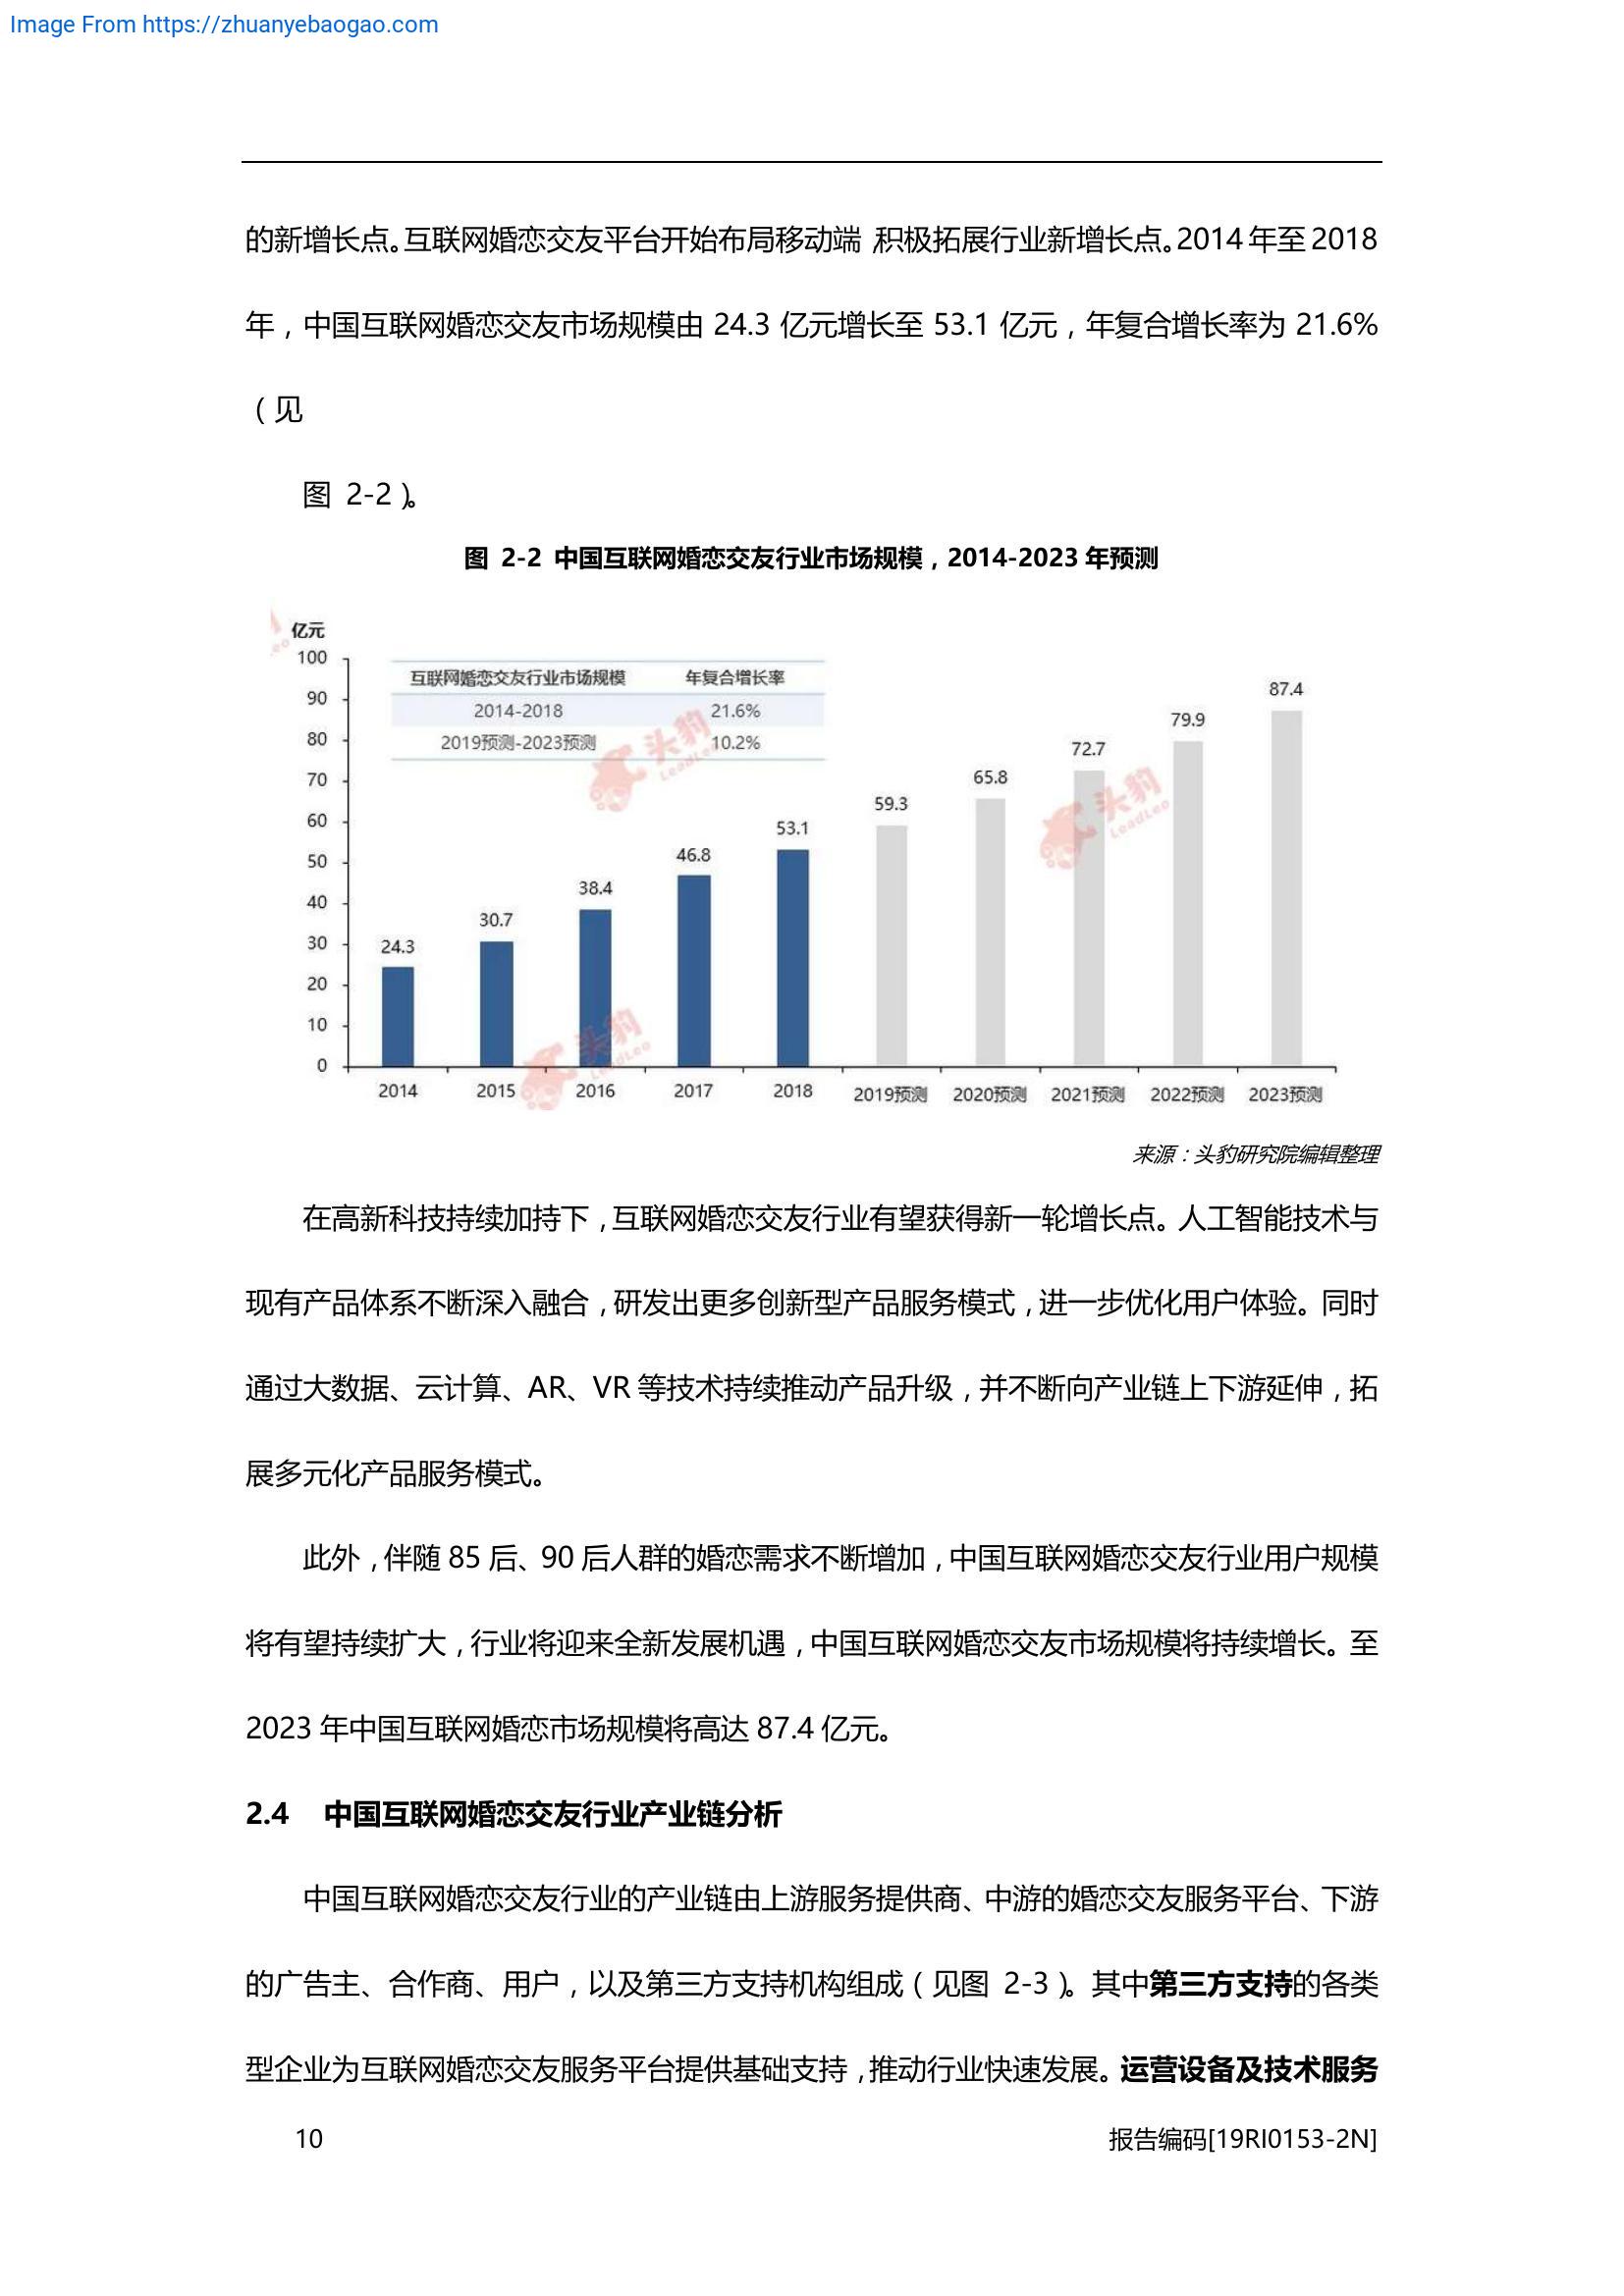 Image From https://zhuanyebaogao.com
的新增长点。互联网婚恋交友平台开始布局移动端，积极拓展行业新增长点。2014 年至 2018
年，中国互联网婚恋交友市场规模由 24.3 亿元增长至 53.1 亿元，年复合增长率为 21.6%
（见
图 2-2）。
图 2-2 中国互联网婚恋交友行业市场规模，2014-2023 年预测
亿元
互联网婚恋交友行业市场规模 年复合增长率
2014-2018 21.6%
2019预测-2023预测 10.2%
100
90
80
70
60
50
40
30
20
10
0
24.3 30.7 38.4 46.8 53.1 59.3 65.8 72.7 79.9 87.4
2014 2015 2016 2017 2018 2019预测 2020预测 2021预测 2022预测 2023预测
头豹
LeadLeo
头豹
LeadLeo
头豹
LeadLeo
来源：头豹研究院编辑整理
在高新科技持续加持下，互联网婚恋交友行业有望获得新一轮增长点。人工智能技术与
现有产品体系不断深入融合，研发出更多创新型产品服务模式，进一步优化用户体验。同时
通过大数据、云计算、AR、VR 等技术持续推动产品升级，并不断向产业链上下游延伸，拓
展多元化产品服务模式。
此外，伴随 85 后、90 后人群的婚恋需求不断增加，中国互联网婚恋交友行业用户规模
将有望持续扩大，行业将迎来全新发展机遇，中国互联网婚恋交友市场规模将持续增长。至
2023 年中国互联网婚恋市场规模将高达 87.4 亿元。
2.4 中国互联网婚恋交友行业产业链分析
中国互联网婚恋交友行业的产业链由上游服务提供商、中游的婚恋交友服务平台、下游
的广告主、合作商、用户，以及第三方支持机构组成（见图 2-3）。其中第三方支持的各类
型企业为互联网婚恋交友服务平台提供基础支持，推动行业快速发展。运营设备及技术服务
10 报告编码[19RI0153-2N]